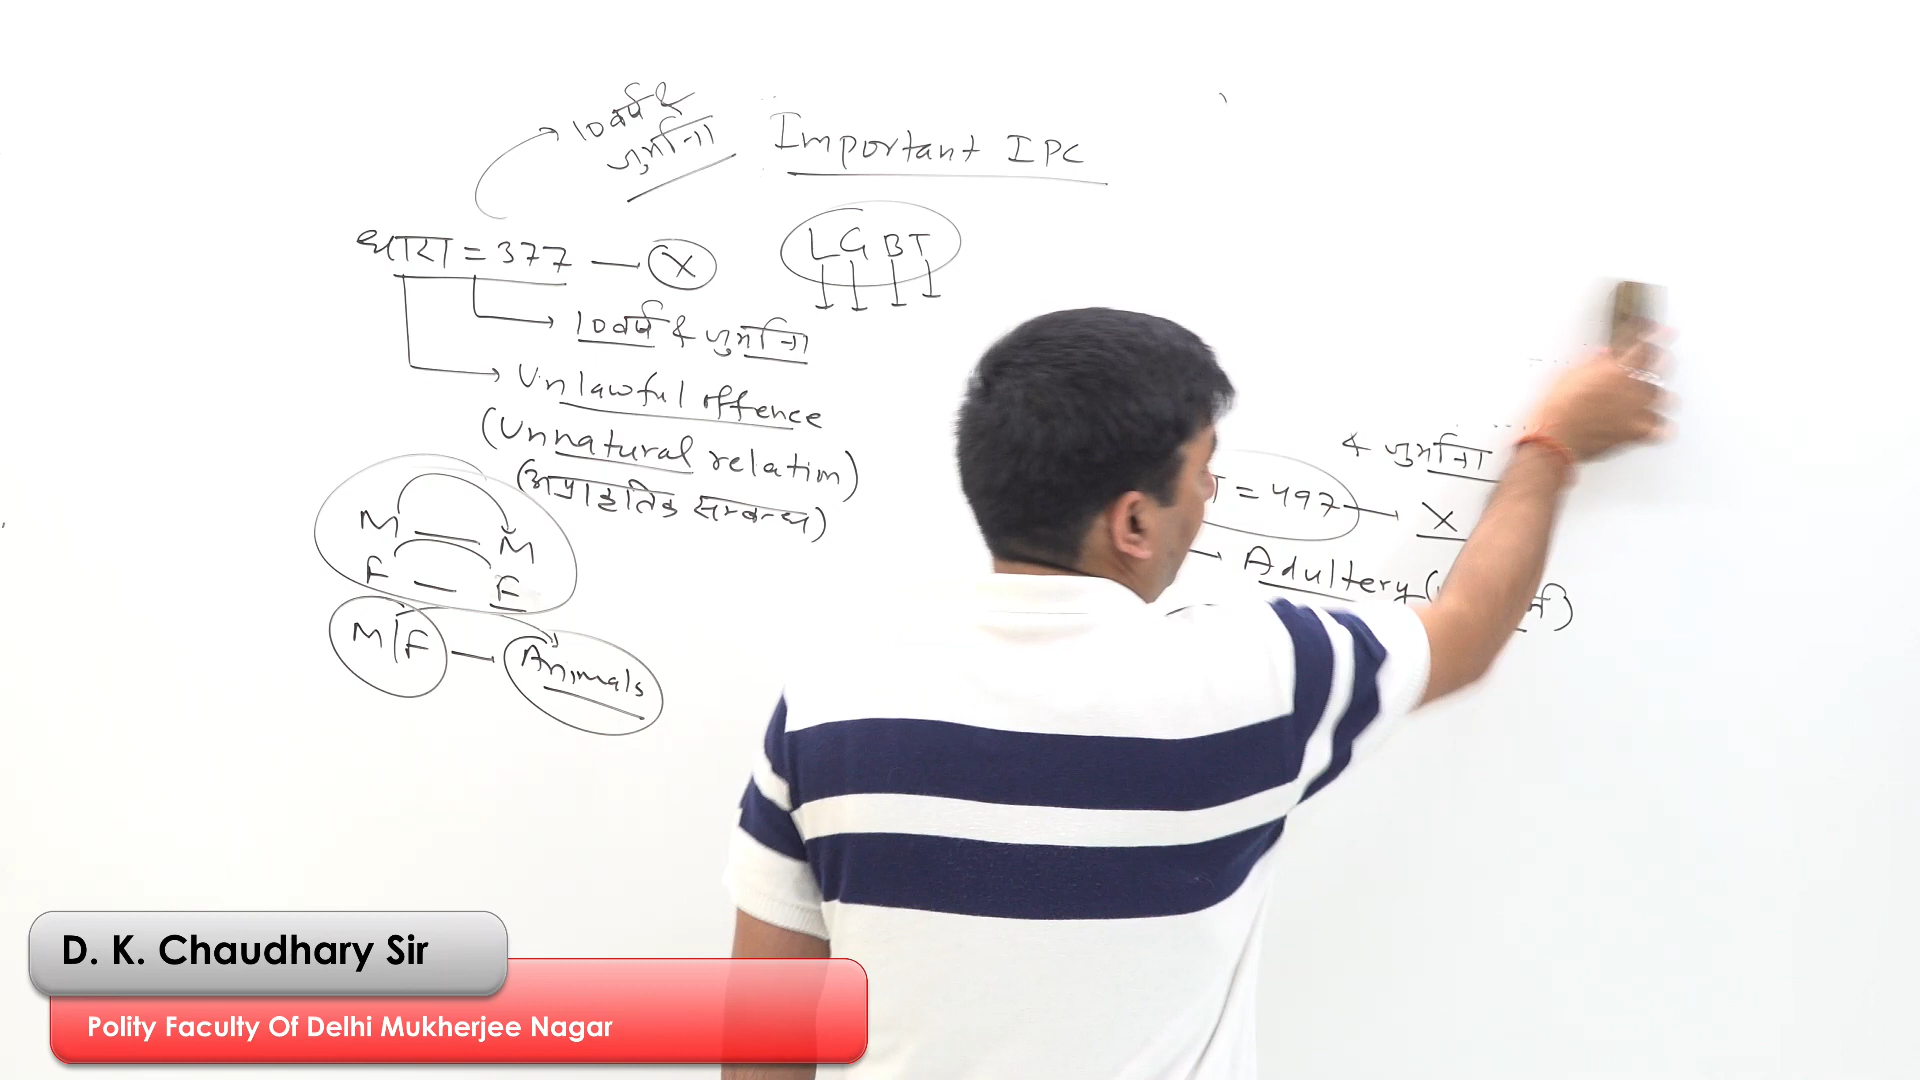 10 वर्ष &
जुर्माना
Important IPC
धारा = 377 — X
LGBT
10 वर्ष & जुर्माना
Unlawful offence
(Unnatural relation)
(अप्राकृतिक सम्बन्ध)
M — M
F — F
M|F — Animals
& जुर्माना
= 497 → X
→ Adultery (
D. K. Chaudhary Sir
Polity Faculty Of Delhi Mukherjee Nagar